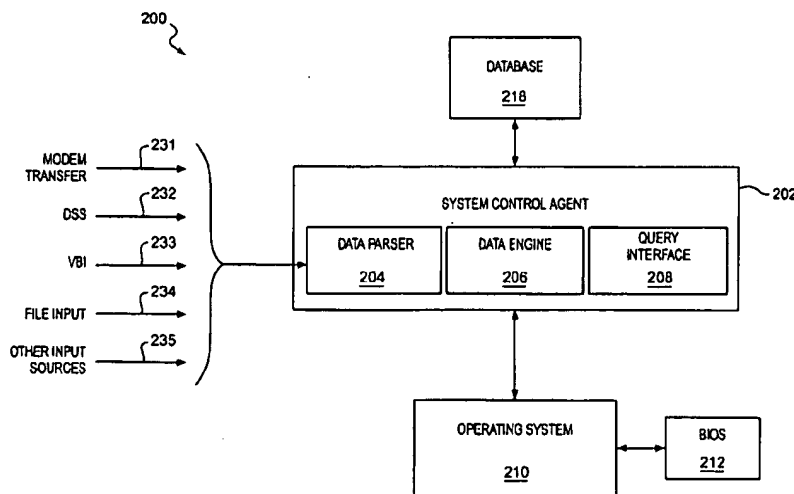 200
DATABASE
218
MODEM
TRANSFER
231
DSS
232
VBI
233
FILE INPUT
234
OTHER INPUT
SOURCES
235
202
SYSTEM CONTROL AGENT
DATA PARSER
204
DATA ENGINE
206
QUERY
INTERFACE
208
OPERATING SYSTEM
210
BIOS
212